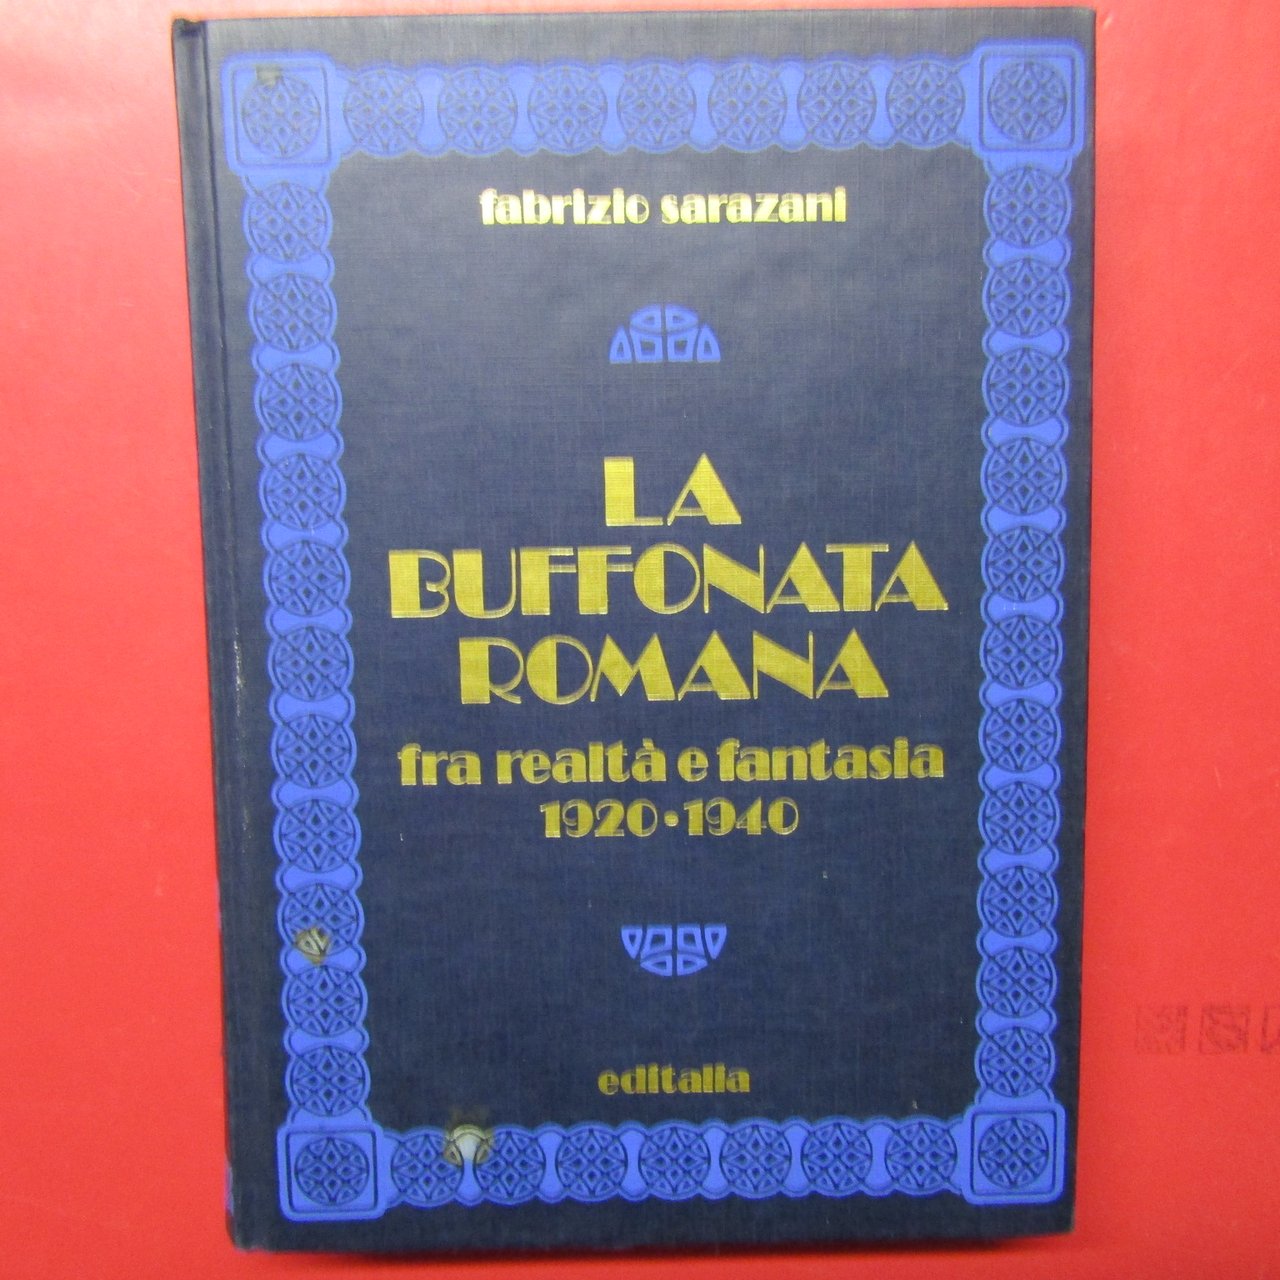 fabrizio sarazani
LA
BUFFONATA
ROMANA
fra realtà e fantasia
1920•1940
editalia